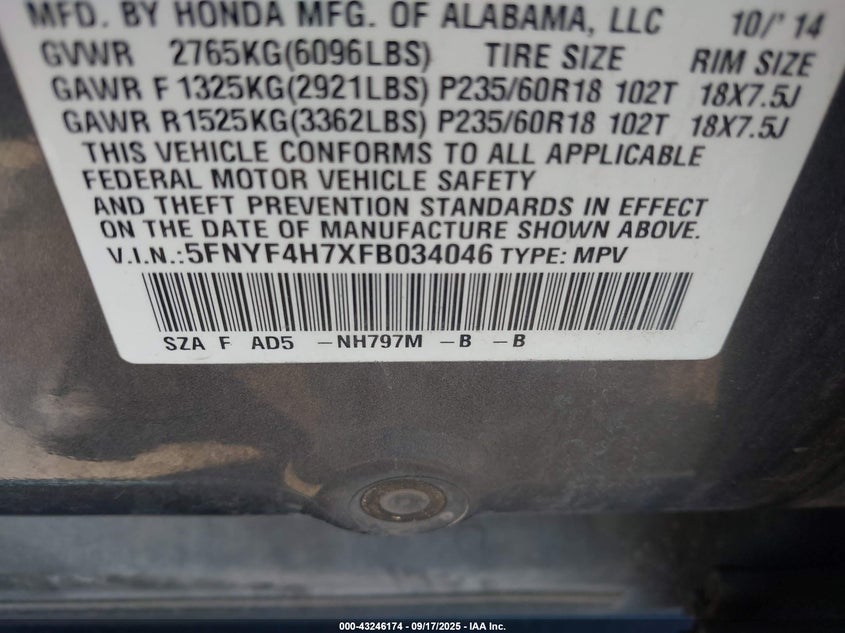 MFD. BY HONDA MFG. OF ALABAMA, LLC 10/'14
GVWR 2765KG(6096LBS) TIRE SIZE RIM SIZE
GAWR F 1325KG(2921LBS) P235/60R18 102T 18X7.5J
GAWR R1525KG(3362LBS) P235/60R18 102T 18X7.5J
THIS VEHICLE CONFORMS TO ALL APPLICABLE
FEDERAL MOTOR VEHICLE SAFETY
AND THEFT PREVENTION STANDARDS IN EFFECT
ON THE DATE OF MANUFACTURE SHOWN ABOVE.
V.I.N.:5FNYF4H7XFB034046 TYPE: MPV
SZA F AD5 -NH797M -B -B
000-43246174 - 09/17/2025 - IAA Inc.